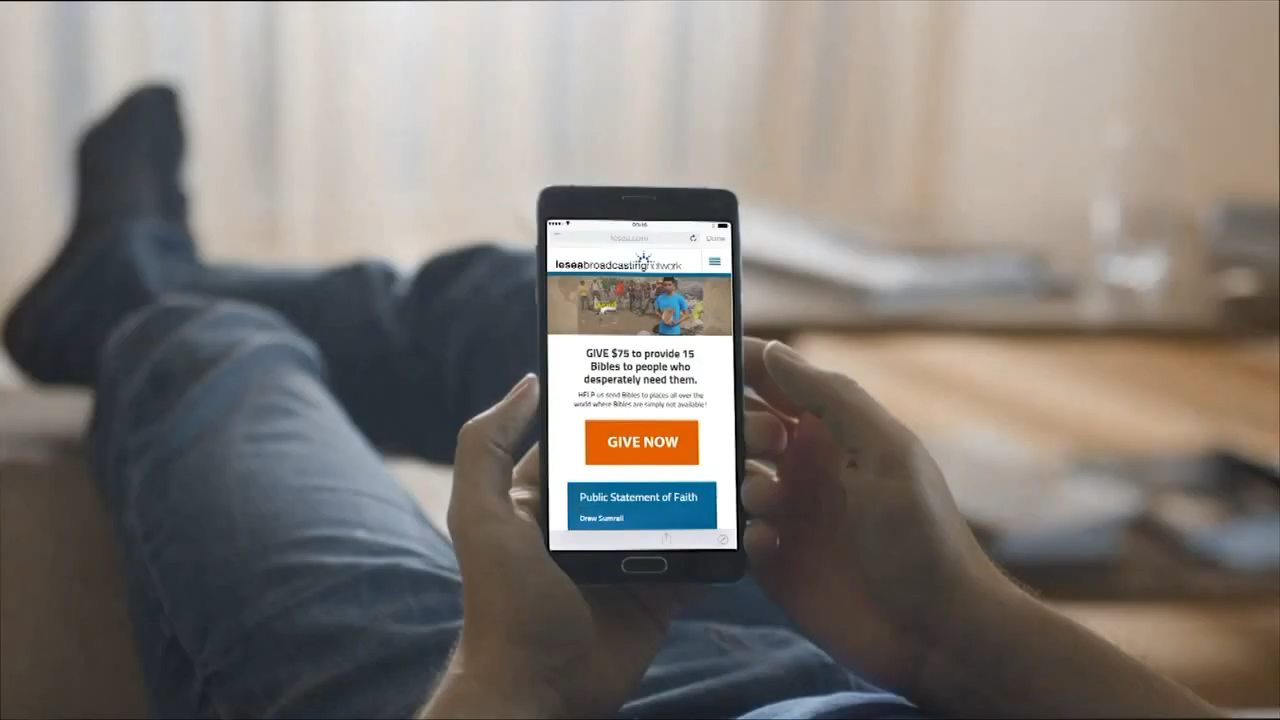 lesea.com
Done
leseabroadcastingnetwork
GIVE $75 to provide 15
Bibles to people who
desperately need them.
HELP us send Bibles to places all over the
world where Bibles are simply not available!
GIVE NOW
Public Statement of Faith
Drew Sumrall